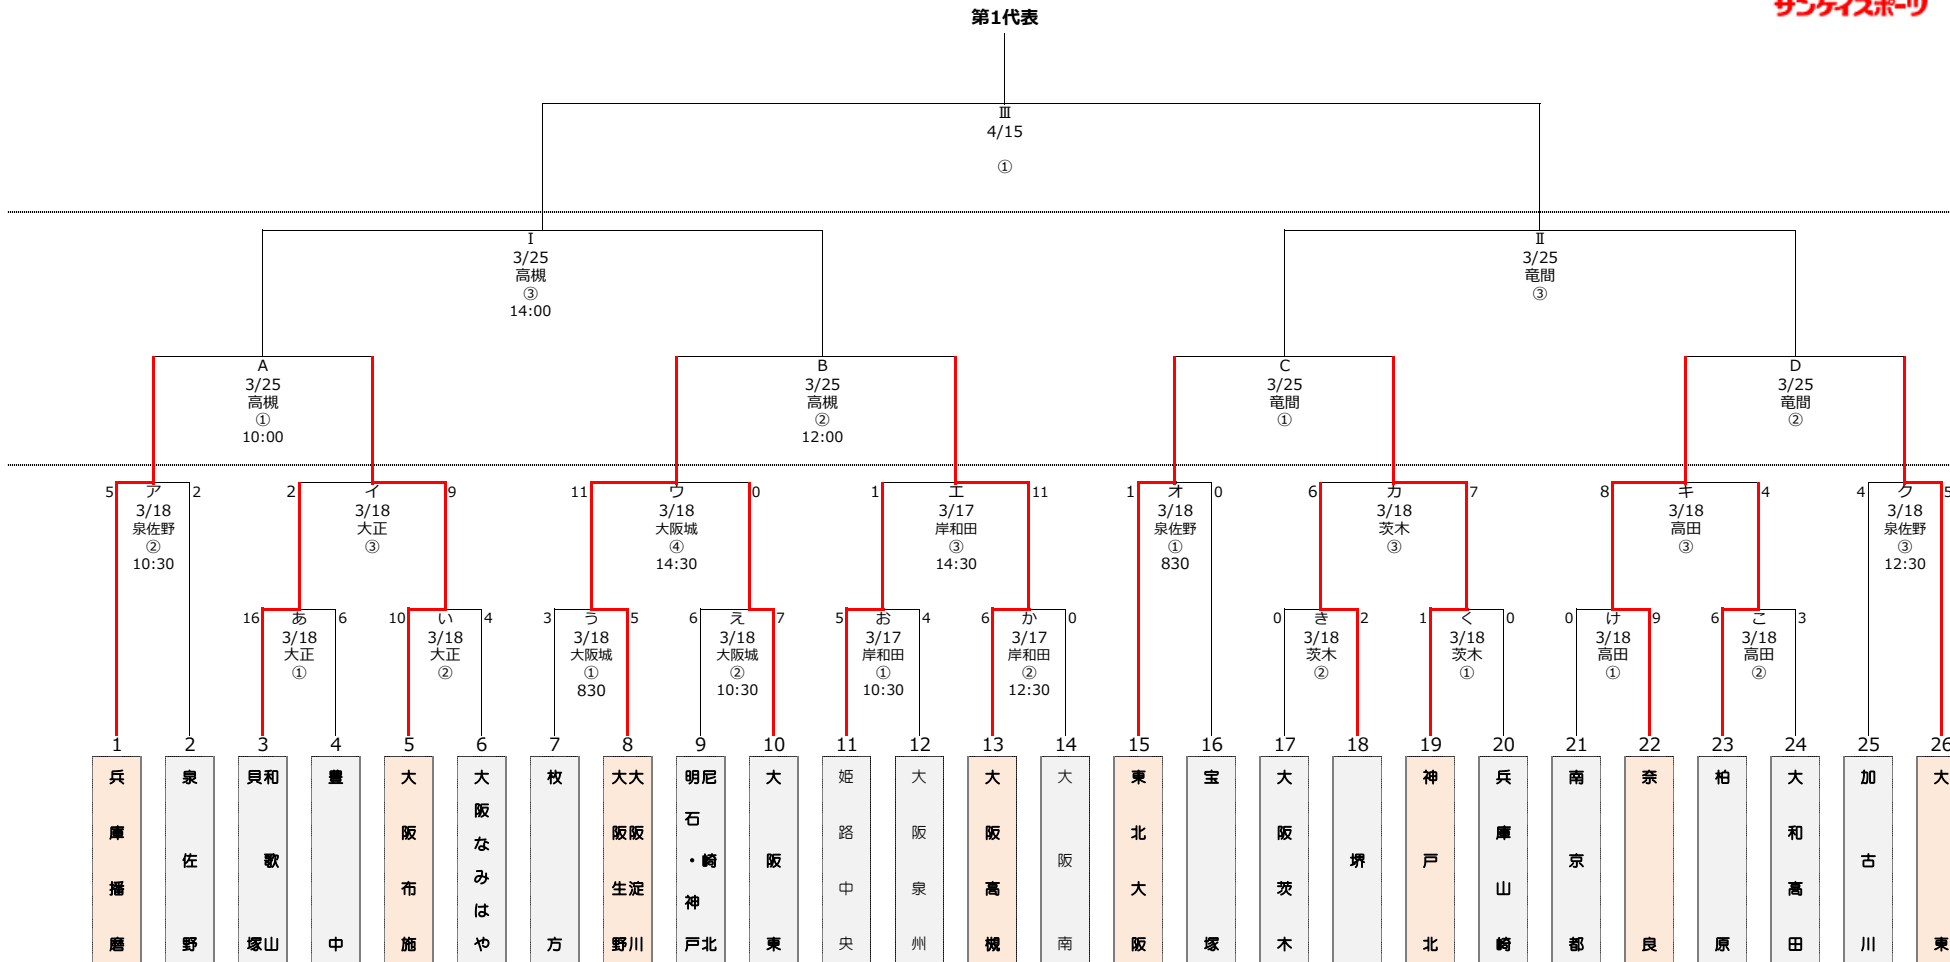 第1代表
サンケイスポーツ
Ⅲ
4/15
①
Ⅰ
3/25
高槻
③
14:00
Ⅱ
3/25
竜間
③
A
3/25
高槻
①
10:00
B
3/25
高槻
②
12:00
C
3/25
竜間
①
D
3/25
竜間
②
5 ア 2
3/18
泉佐野
②
10:30
2 イ 9
3/18
大正
③
11 ウ 0
3/18
大阪城
④
14:30
1 エ 11
3/17
岸和田
③
14:30
1 オ 0
3/18
泉佐野
①
830
6 カ 7
3/18
茨木
③
8 キ 4
3/18
高田
③
4 ク 5
3/18
泉佐野
③
12:30
16 あ 6
3/18
大正
①
10 い 4
3/18
大正
②
3 う 5
3/18
大阪城
①
830
6 え 7
3/18
大阪城
②
10:30
5 お 4
3/17
岸和田
①
10:30
6 か 0
3/17
岸和田
②
12:30
0 き 2
3/18
茨木
②
1 く 0
3/18
茨木
①
0 け 9
3/18
高田
①
6 こ 3
3/18
高田
②
1 2 3 4 5 6 7 8 9 10 11 12 13 14 15 16 17 18 19 20 21 22 23 24 25 26
兵庫播磨
泉佐野
和歌山
貝塚
豊中
大阪布施
大阪なみはや
枚方
大阪淀川
大阪生野
尼崎北
明石・神戸
大阪東
姫路中央
大阪泉州
大阪高槻
大阪南
東北大阪
宝塚
大阪茨木
堺
神戸北
兵庫山崎
南京都
奈良
柏原
大和高田
加古川
大東